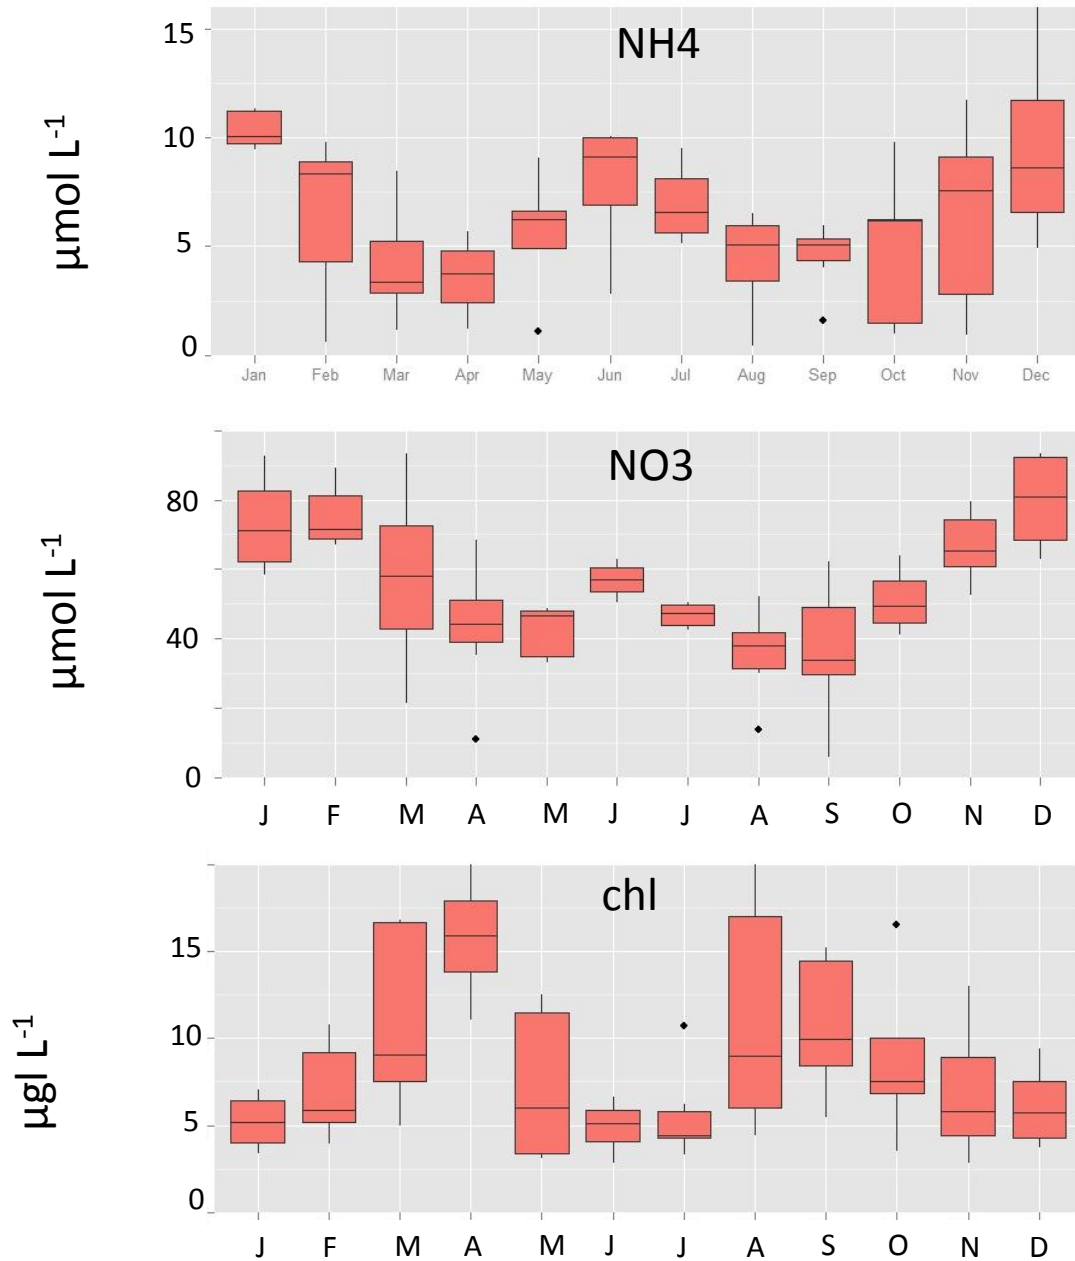 NH4
µmol L-1
15
10
5
0
Jan Feb Mar Apr May Jun Jul Aug Sep Oct Nov Dec
NO3
µmol L-1
80
40
0
J F M A M J J A S O N D
chl
µgl L-1
15
10
5
0
J F M A M J J A S O N D